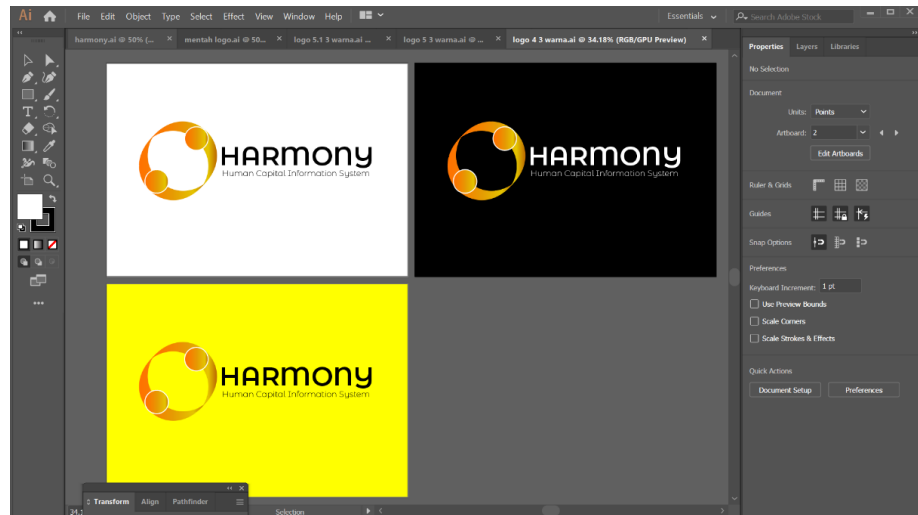 Ai File Edit Object Type Select Effect View Window Help Essentials Search Adobe Stock
harmony.ai @ 50% (... × mentah logo.ai @ 50... × logo 5.1 3 warna.ai ... × logo 5 3 warna.ai @ ... × logo 4 3 warna.ai @ 34.18% (RGB/GPU Preview) ×
Properties Layers Libraries
No Selection
Document
Units: Points
Artboard: 2
Edit Artboards
Ruler & Grids
Guides
Snap Options
Preferences
Keyboard Increment: 1 pt
Use Preview Bounds
Scale Corners
Scale Strokes & Effects
Quick Actions
Document Setup Preferences
HARMONY
Human Capital Information System
HARMONY
Human Capital Information System
HARMONY
Human Capital Information System
Transform Align Pathfinder
Selection